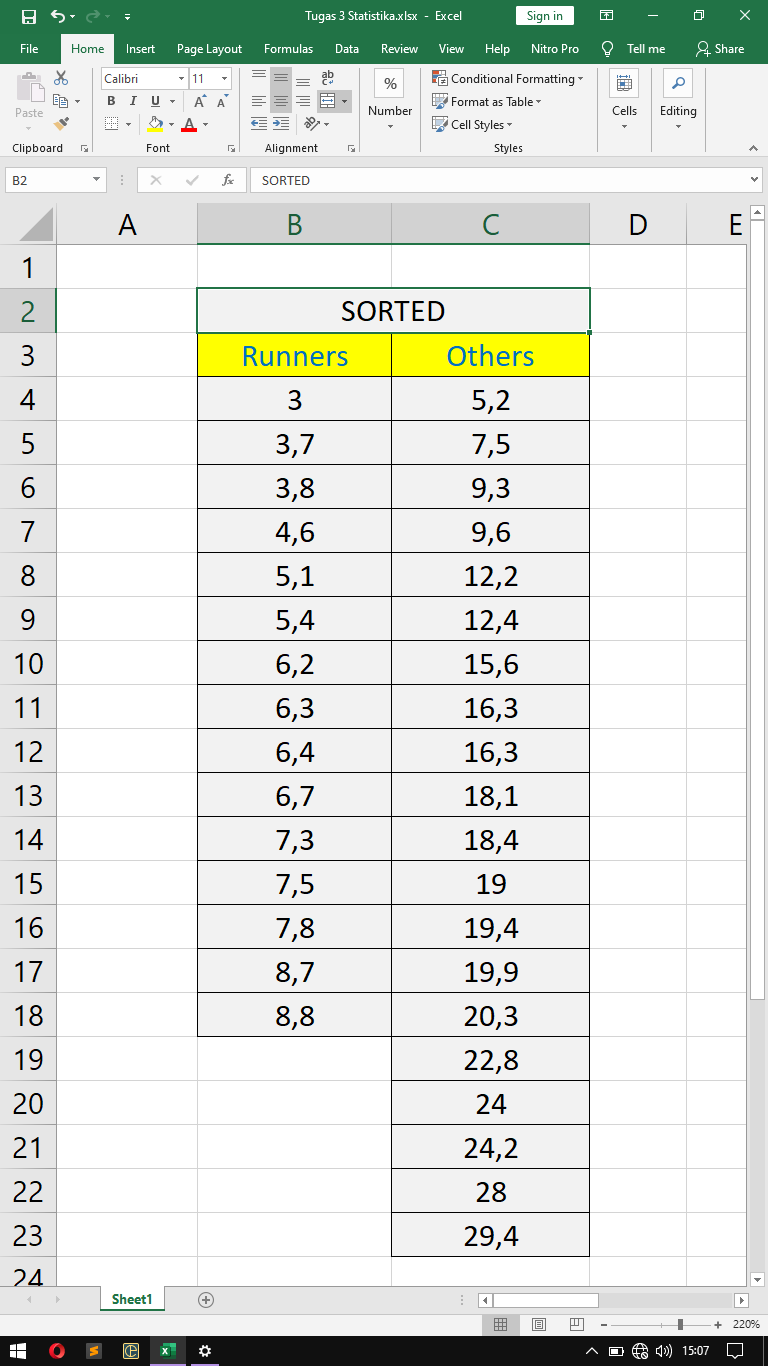 Tugas 3 Statistika.xlsx - Excel
Sign in
File Home Insert Page Layout Formulas Data Review View Help Nitro Pro Tell me Share
Paste
Calibri 11
ab
B I U A A
A
%
Number
Conditional Formatting
Format as Table
Cell Styles
Cells
Editing
Clipboard Font Alignment Styles
B2 fx SORTED
A B C D E
1
2 SORTED
3 Runners Others
4 3 5,2
5 3,7 7,5
6 3,8 9,3
7 4,6 9,6
8 5,1 12,2
9 5,4 12,4
10 6,2 15,6
11 6,3 16,3
12 6,4 16,3
13 6,7 18,1
14 7,3 18,4
15 7,5 19
16 7,8 19,4
17 8,7 19,9
18 8,8 20,3
19 22,8
20 24
21 24,2
22 28
23 29,4
24
Sheet1
220%
15:07